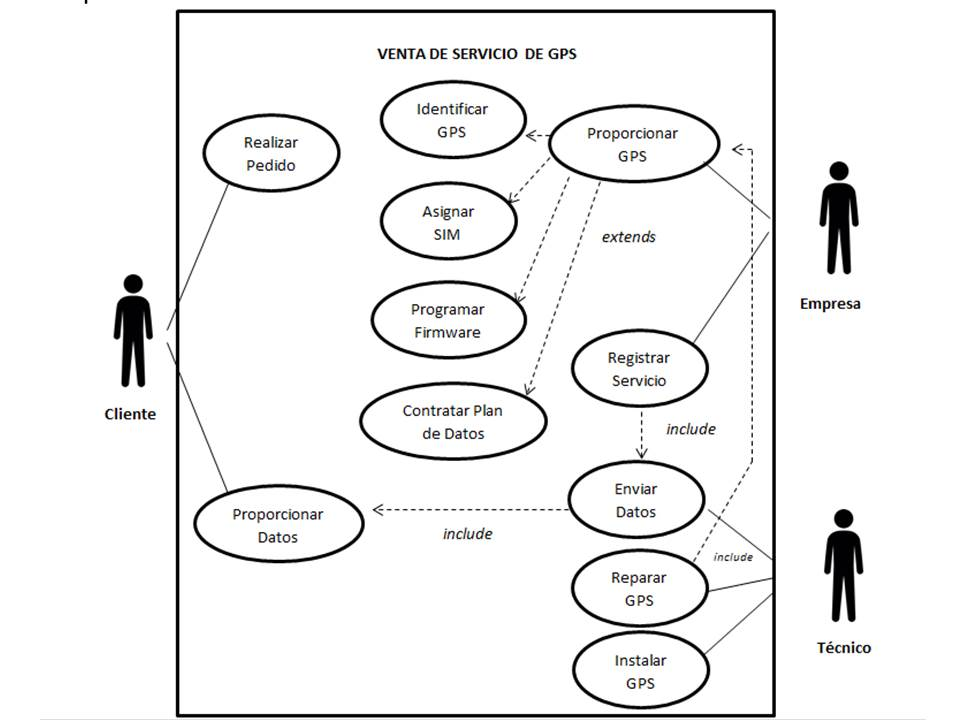 VENTA DE SERVICIO DE GPS
Identificar
GPS
Proporcionar
GPS
Realizar
Pedido
Asignar
SIM
extends
Empresa
Programar
Firmware
Registrar
Servicio
Cliente
Contratar Plan
de Datos
include
Enviar
Datos
Proporcionar
Datos
include
include
Reparar
GPS
Técnico
Instalar
GPS